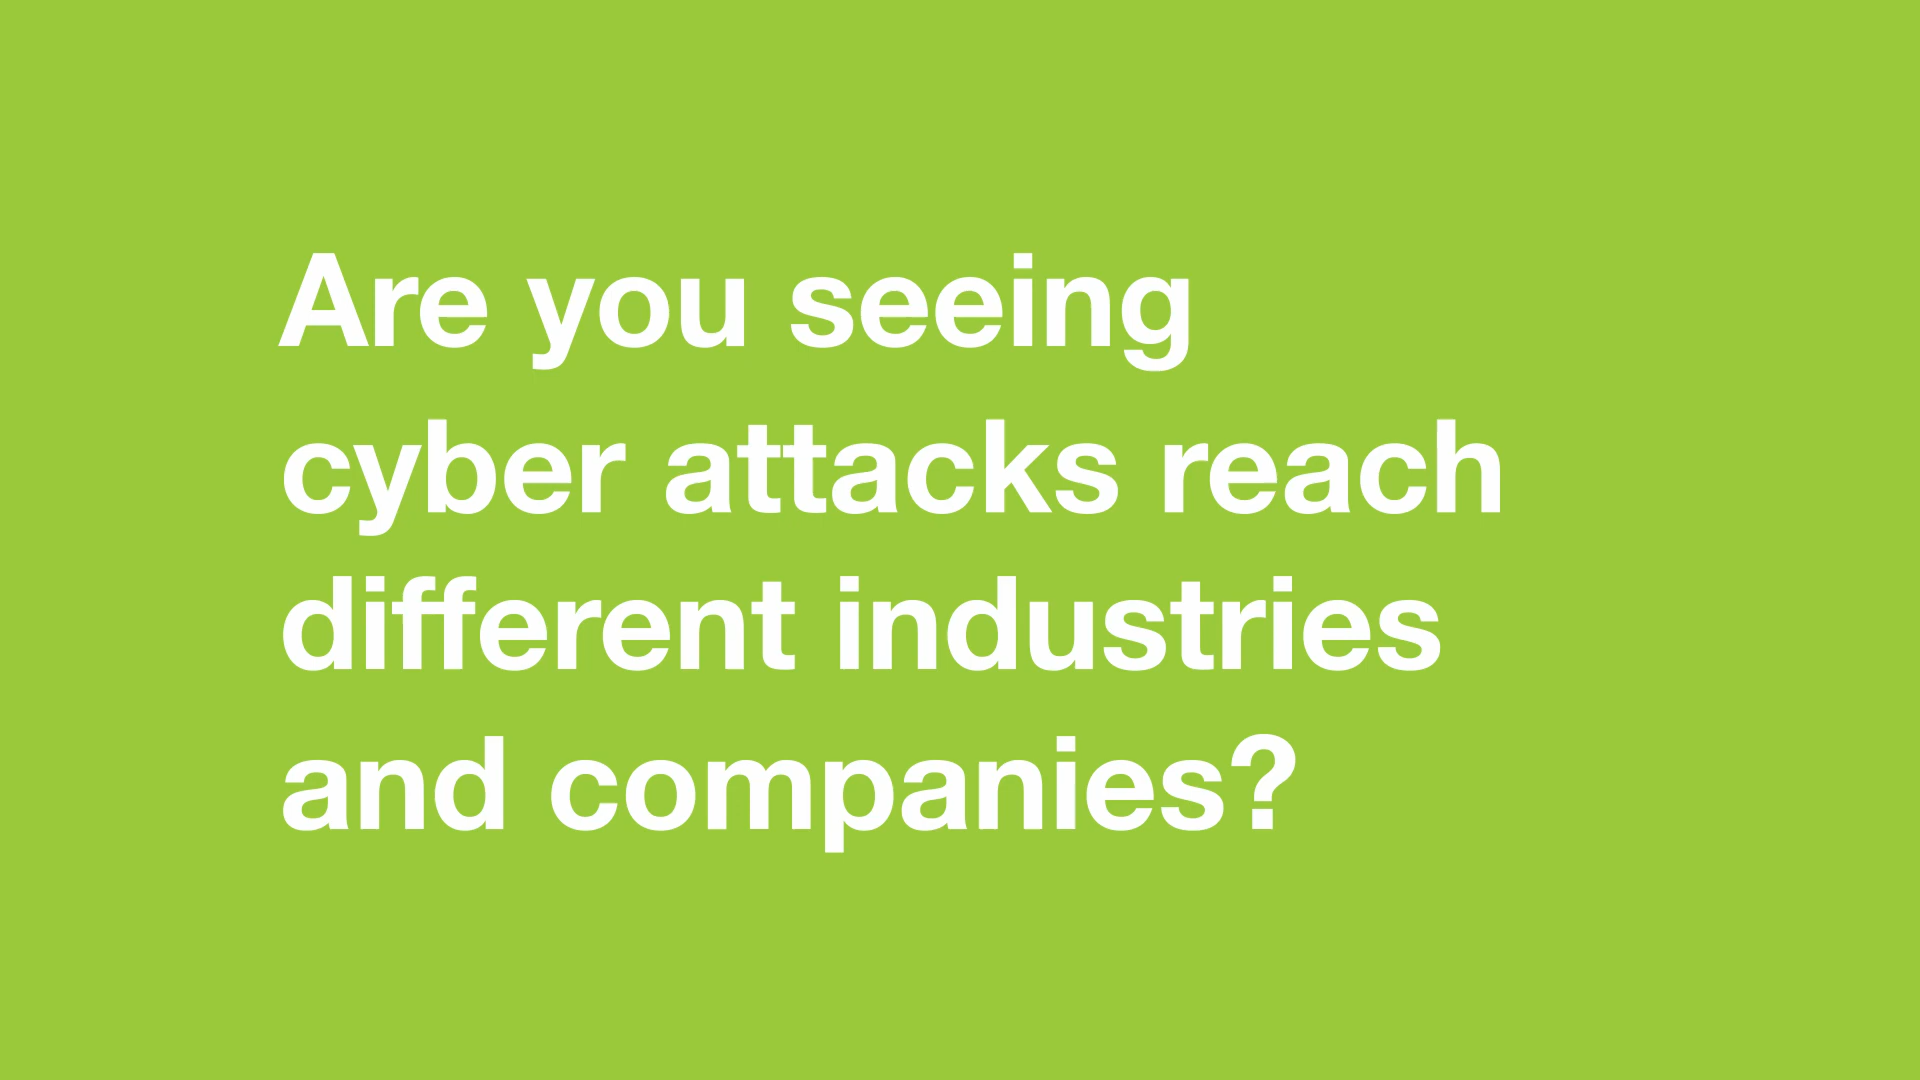 Are you seeing
cyber attacks reach
different industries
and companies?